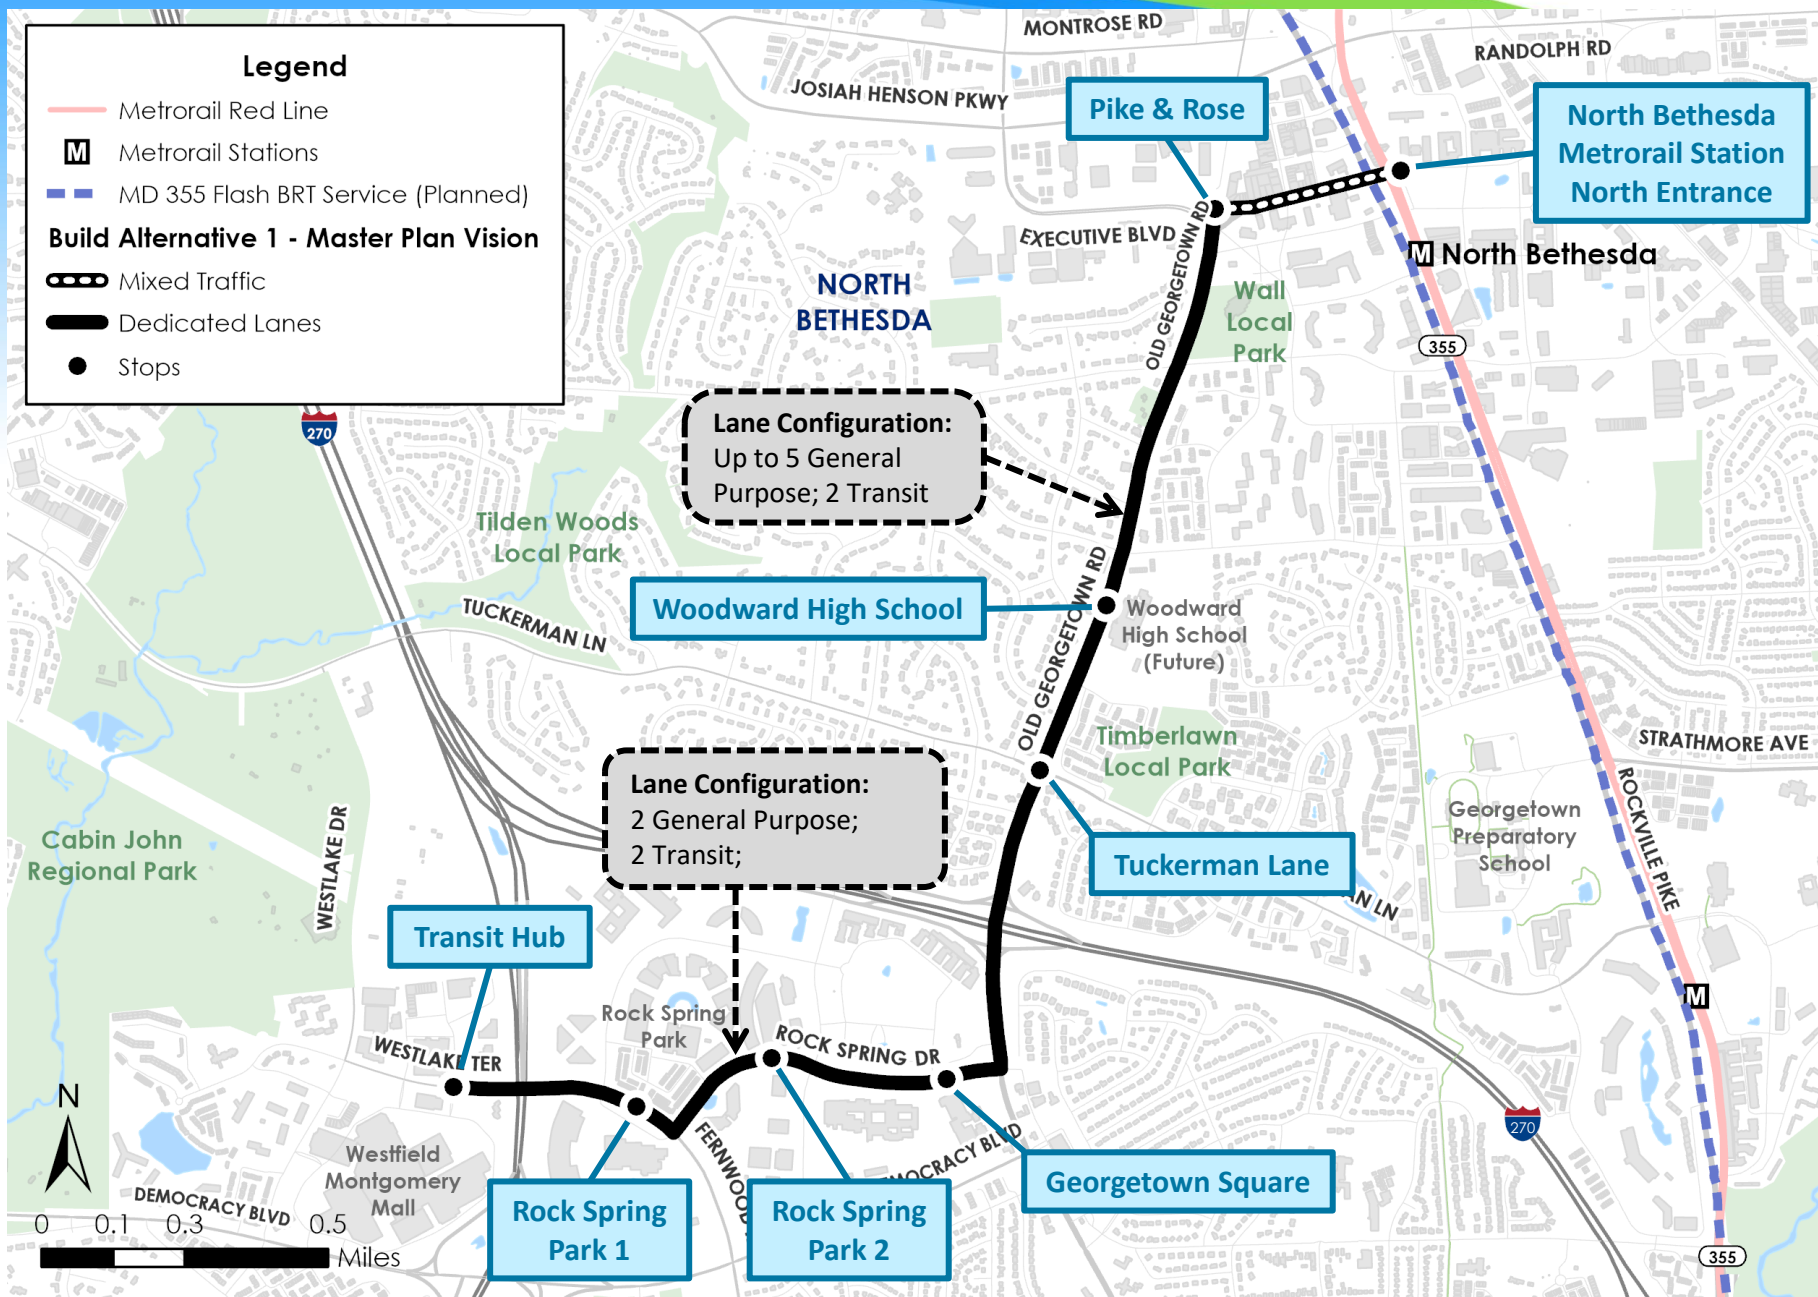 Legend
Metrorail Red Line
M Metrorail Stations
MD 355 Flash BRT Service (Planned)
Build Alternative 1 - Master Plan Vision
Mixed Traffic
Dedicated Lanes
Stops
MONTROSE RD
RANDOLPH RD
JOSIAH HENSON PKWY
Pike & Rose
North Bethesda
Metrorail Station
North Entrance
EXECUTIVE BLVD
OLD GEORGETOWN RD
M North Bethesda
NORTH
BETHESDA
Wall
Local
Park
355
270
Lane Configuration:
Up to 5 General
Purpose; 2 Transit
Tilden Woods
Local Park
TUCKERMAN LN
Woodward High School
OLD GEORGETOWN RD
Woodward
High School
(Future)
Timberlawn
Local Park
STRATHMORE AVE
ROCKVILLE PIKE
Lane Configuration:
2 General Purpose;
2 Transit;
Georgetown
Preparatory
School
Cabin John
Regional Park
WESTLAKE DR
Tuckerman Lane
AN LN
Transit Hub
M
Rock Spring
Park
ROCK SPRING DR
WESTLAKE TER
N
270
FERNWOOD
Westfield
Montgomery
Mall
DEMOCRACY BLVD
EMOCRACY BLVD
Georgetown Square
Rock Spring
Park 1
Rock Spring
Park 2
0 0.1 0.3 0.5
Miles
355